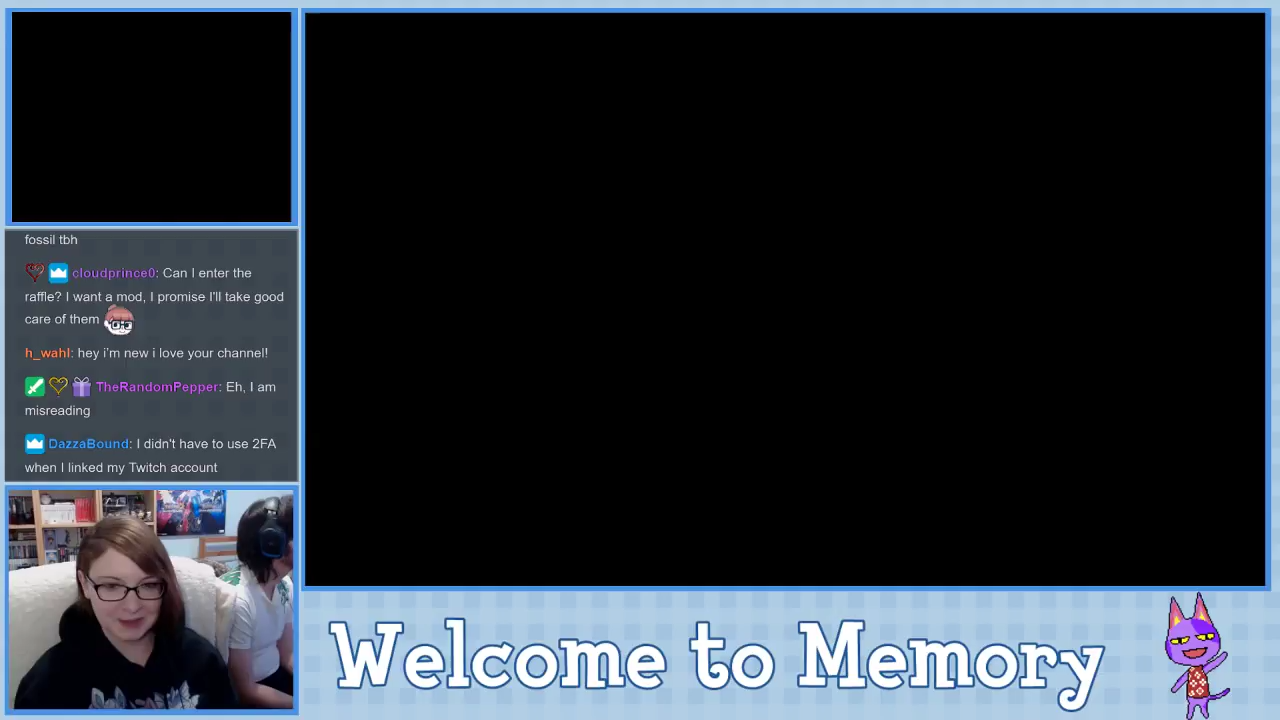 fossil tbh
cloudprince0: Can I enter the
raffle? I want a mod, I promise I'll take good
care of them
h_wahl: hey i'm new i love your channel!
TheRandomPepper: Eh, I am
misreading
DazzaBound: I didn't have to use 2FA
when I linked my Twitch account
Welcome to Memory